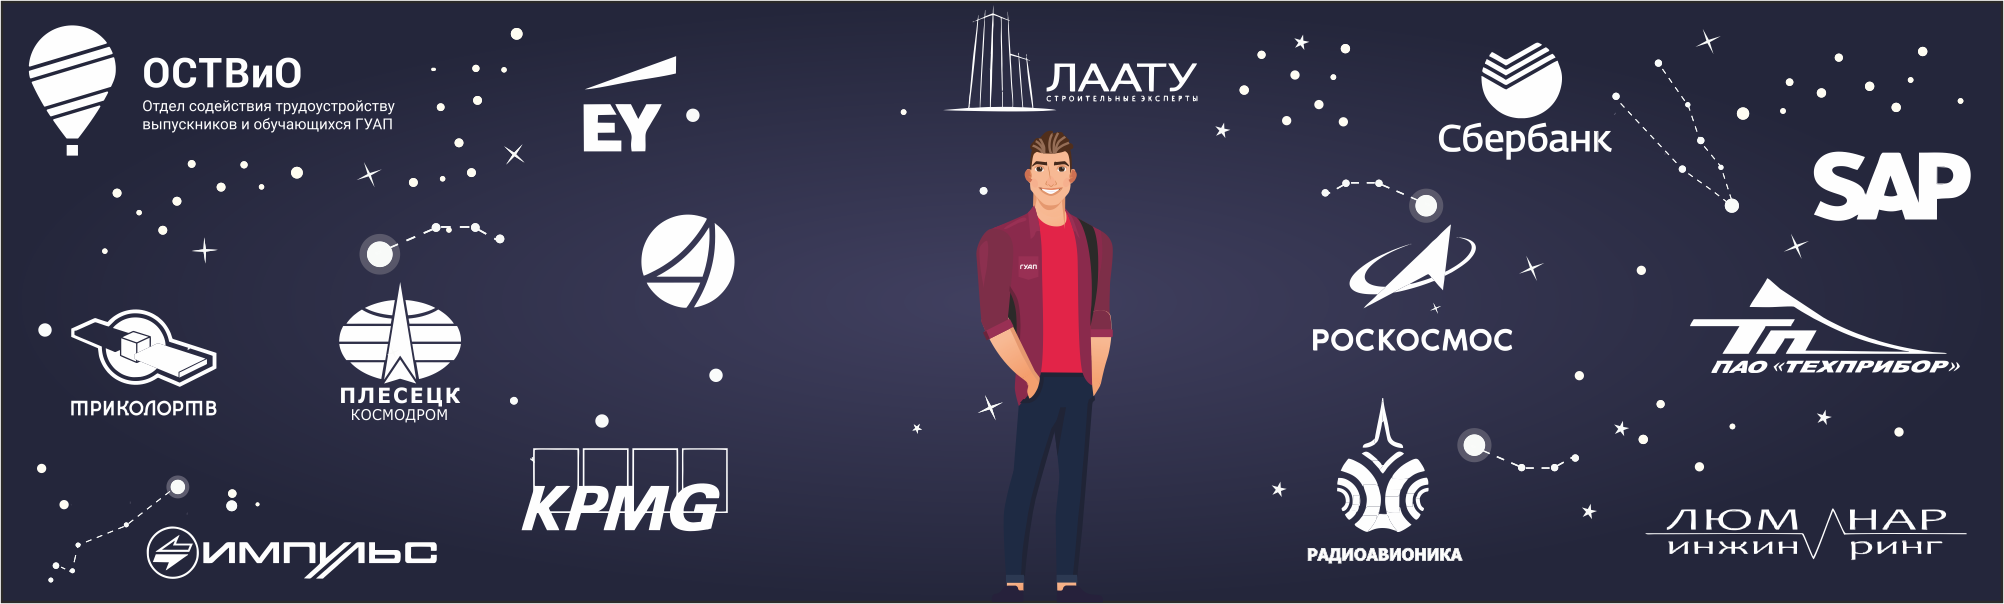 ОСТВиО
Отдел содействия трудоустройству
выпускников и обучающихся ГУАП
EY
ЛААТУ
СТРОИТЕЛЬНЫЕ ЭКСПЕРТЫ
Сбербанк
SAP
ГУАП
ТРИКОЛОРТВ
ПЛЕСЕЦК
КОСМОДРОМ
РОСКОСМОС
Тп
ПАО «ТЕХПРИБОР»
KPMG
ИМПУЛЬС
РАДИОАВИОНИКА
ЛЮМ НАР
инжин ринг